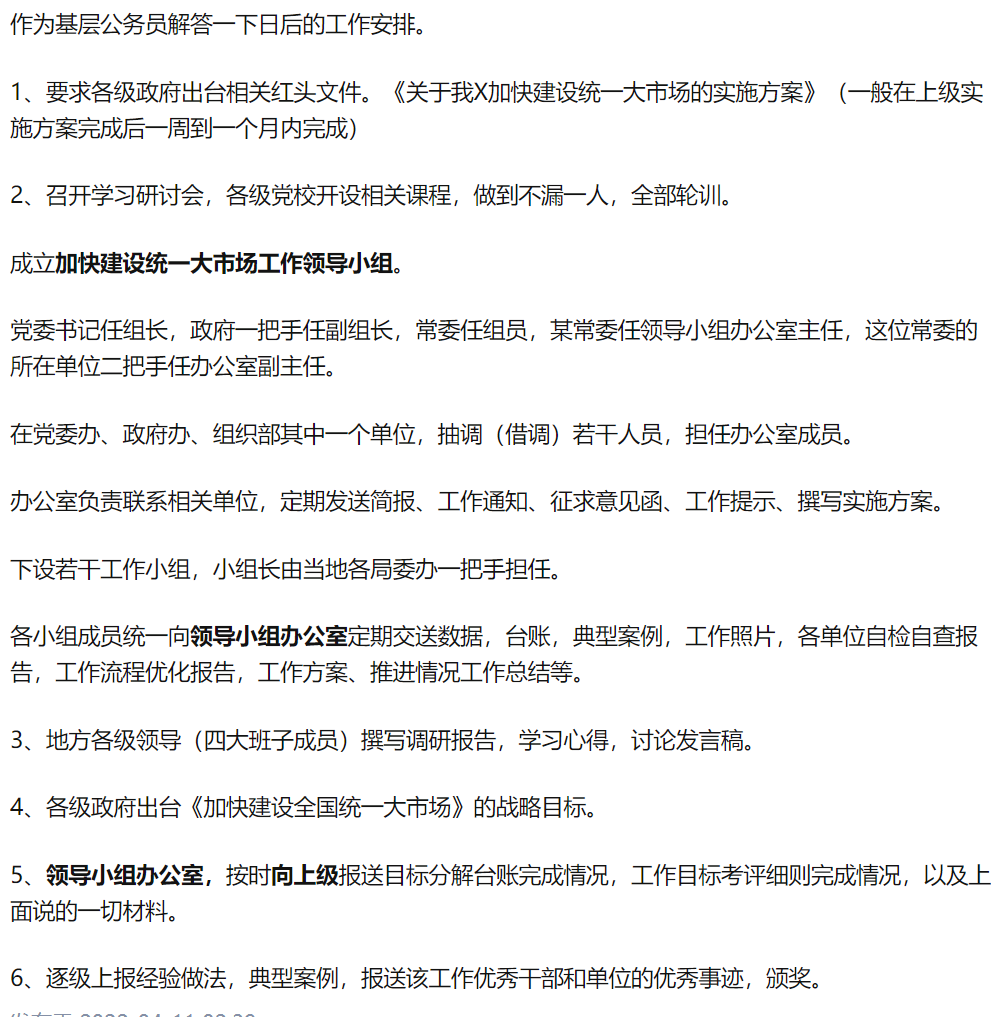 作为基层公务员解答一下日后的工作安排。
1、要求各级政府出台相关红头文件。《关于我X加快建设统一大市场的实施方案》（一般在上级实
施方案完成后一周到一个月内完成）
2、召开学习研讨会，各级党校开设相关课程，做到不漏一人，全部轮训。
成立加快建设统一大市场工作领导小组。
党委书记任组长，政府一把手任副组长，常委任组员，某常委任领导小组办公室主任，这位常委的
所在单位二把手任办公室副主任。
在党委办、政府办、组织部其中一个单位，抽调（借调）若干人员，担任办公室成员。
办公室负责联系相关单位，定期发送简报、工作通知、征求意见函、工作提示、撰写实施方案。
下设若干工作小组，小组长由当地各局委办一把手担任。
各小组成员统一向领导小组办公室定期交送数据，台账，典型案例，工作照片，各单位自检自查报
告，工作流程优化报告，工作方案、推进情况工作总结等。
3、地方各级领导（四大班子成员）撰写调研报告，学习心得，讨论发言稿。
4、各级政府出台《加快建设全国统一大市场》的战略目标。
5、领导小组办公室，按时向上级报送目标分解台账完成情况，工作目标考评细则完成情况，以及上
面说的一切材料。
6、逐级上报经验做法，典型案例，报送该工作优秀干部和单位的优秀事迹，颁奖。